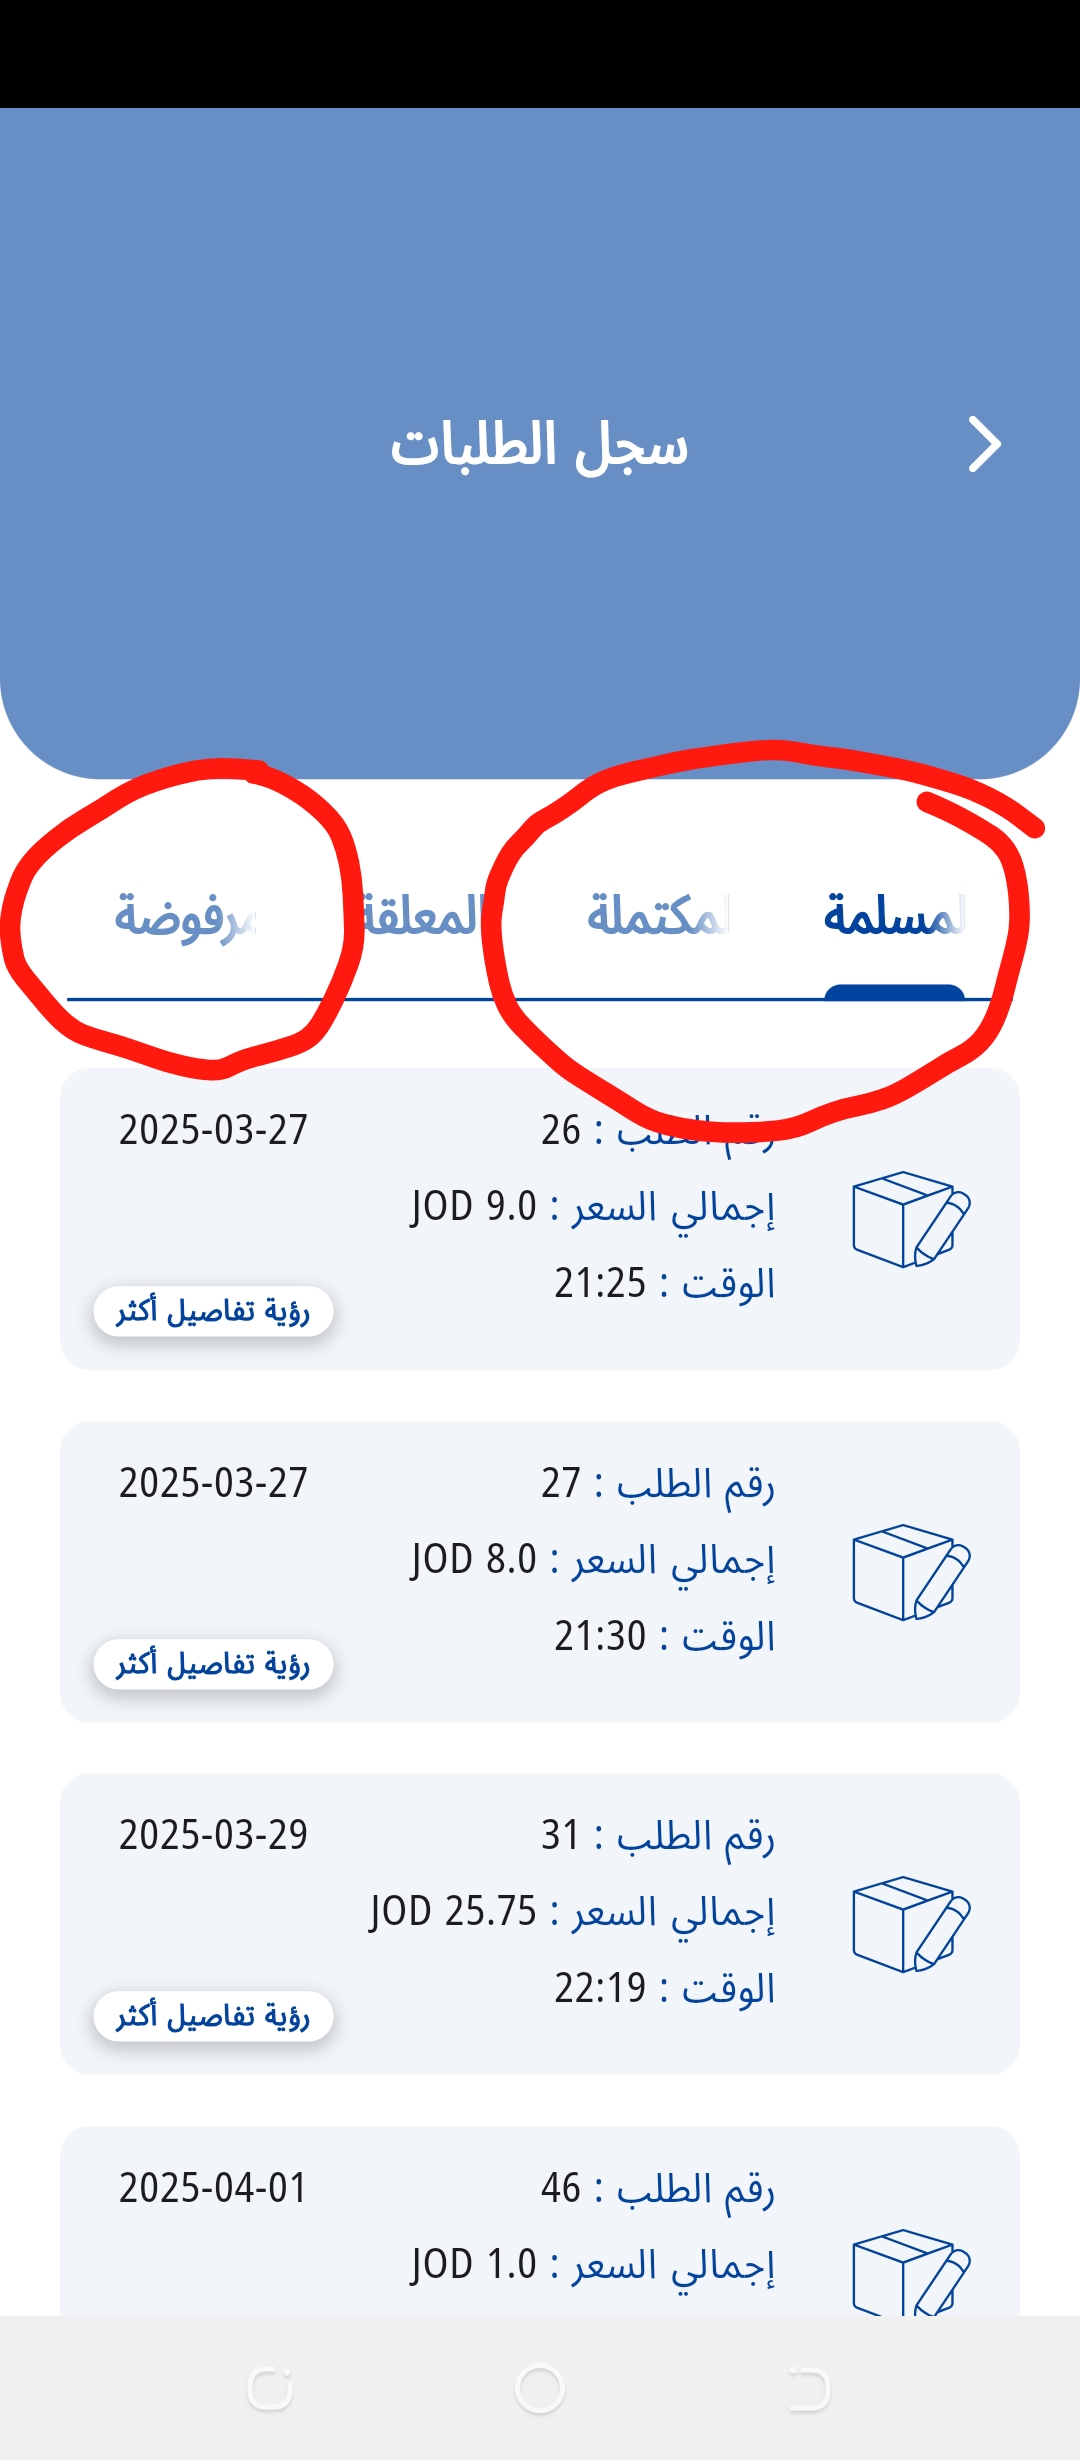 سجل الطلبات
المعلقة
رقم الطلب : 26
2025-03-27
إجمالي السعر : JOD 9.0
الوقت : 21:25
رؤية تفاصيل أكثر
رقم الطلب : 27
2025-03-27
إجمالي السعر : JOD 8.0
الوقت : 21:30
رؤية تفاصيل أكثر
رقم الطلب : 31
2025-03-29
إجمالي السعر : JOD 25.75
الوقت : 22:19
رؤية تفاصيل أكثر
رقم الطلب : 46
2025-04-01
إجمالي السعر : JOD 1.0